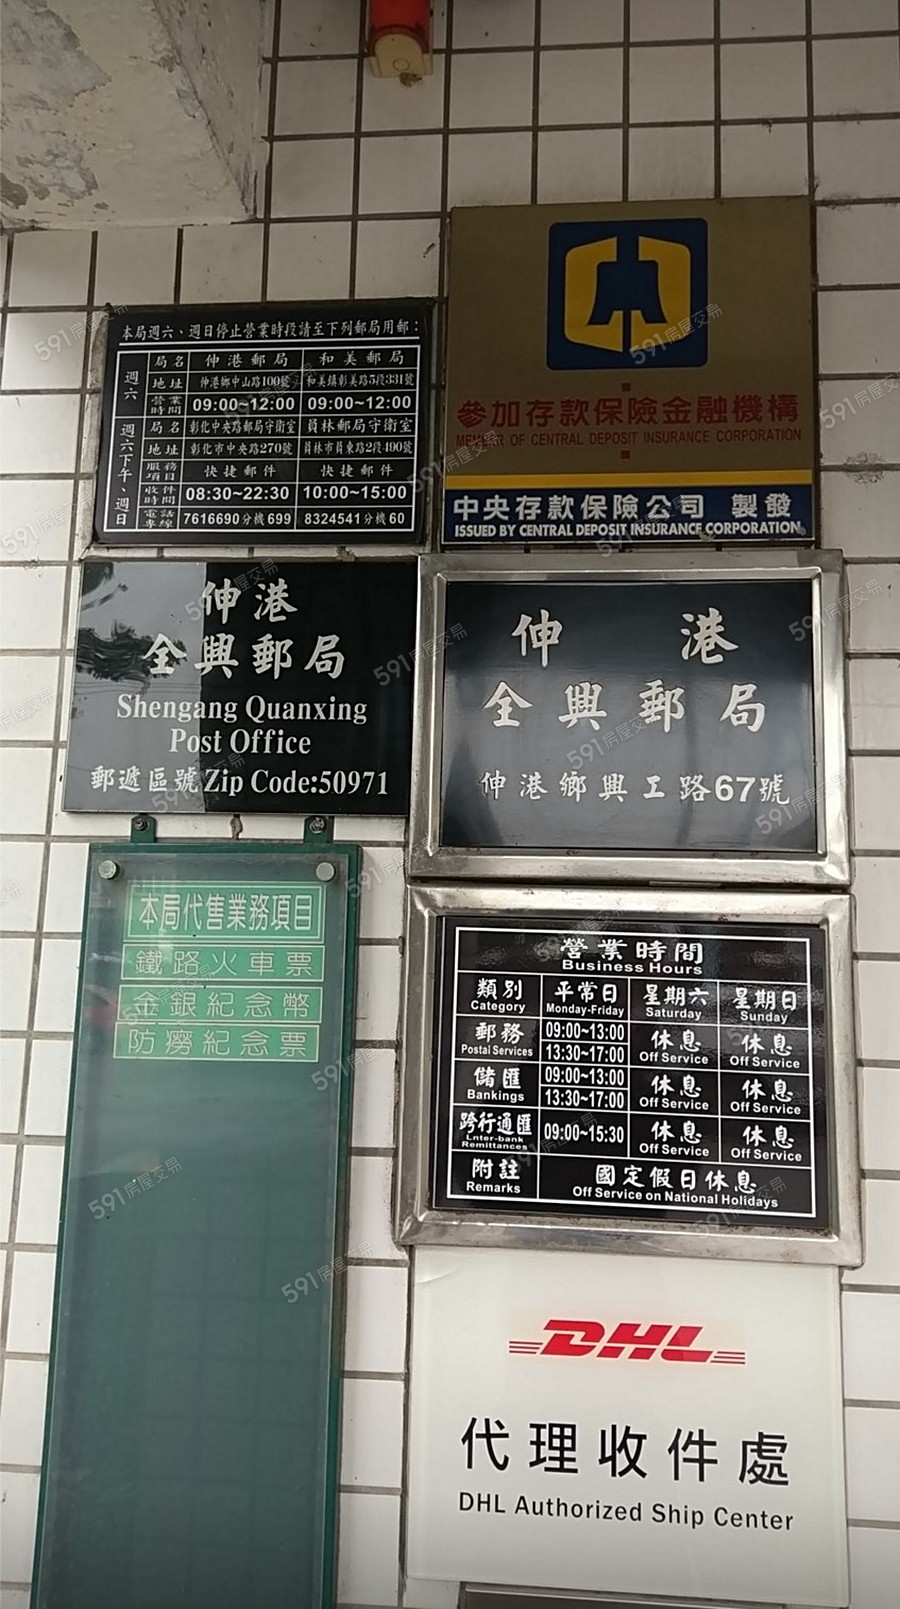 本局週六、週日停止營業時段請至下列郵局用郵：
週六
局名 伸港郵局 和美郵局
地址 伸港鄉中山路100號 和美鎮彰美路5段331號
營業時間 09:00~12:00 09:00~12:00
週六下午、週日
局名 彰化中央路郵局守衛室 員林郵局守衛室
地址 彰化市中央路270號 員林市員東路2段490號
服務項目 快捷郵件 快捷郵件
收件時間 08:30~22:30 10:00~15:00
電話專線 7616690分機699 8324541分機60
參加存款保險金融機構
MEMBER OF CENTRAL DEPOSIT INSURANCE CORPORATION
中央存款保險公司 製發
ISSUED BY CENTRAL DEPOSIT INSURANCE CORPORATION
伸港
全興郵局
Shengang Quanxing
Post Office
郵遞區號Zip Code:50971
伸港
全興郵局
伸港鄉興工路67號
本局代售業務項目
鐵路火車票
金銀紀念幣
防癆紀念票
營業時間
Business Hours
類別 平常日 星期六 星期日
Category Monday-Friday Saturday Sunday
郵務 09:00~13:00 休息 休息
Postal Services 13:30~17:00 Off Service Off Service
儲匯 09:00~13:00 休息 休息
Bankings 13:30~17:00 Off Service Off Service
跨行通匯 09:00~15:30 休息 休息
Lnter-bank Remittances Off Service Off Service
附註 國定假日休息
Remarks Off Service on National Holidays
DHL
代理收件處
DHL Authorized Ship Center
591房屋交易